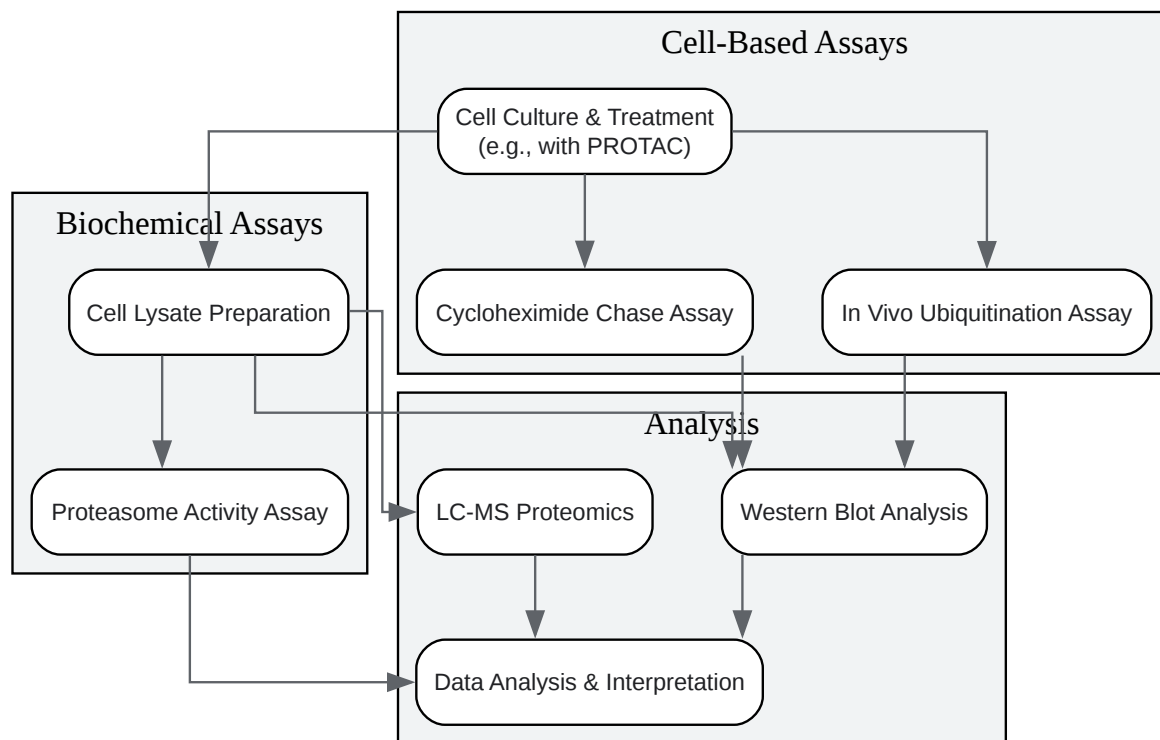 Cell-Based Assays
Cell Culture & Treatment
(e.g., with PROTAC)
Biochemical Assays
Cell Lysate Preparation
Cycloheximide Chase Assay
In Vivo Ubiquitination Assay
Analysis
Proteasome Activity Assay
LC-MS Proteomics
Western Blot Analysis
Data Analysis & Interpretation